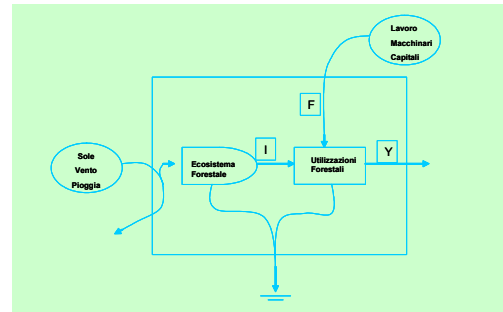 Lavoro
Macchinari
Capitali
F
Sole
Vento
Pioggia
Ecosistema
Forestale
I
Utilizzazioni
Forestali
Y